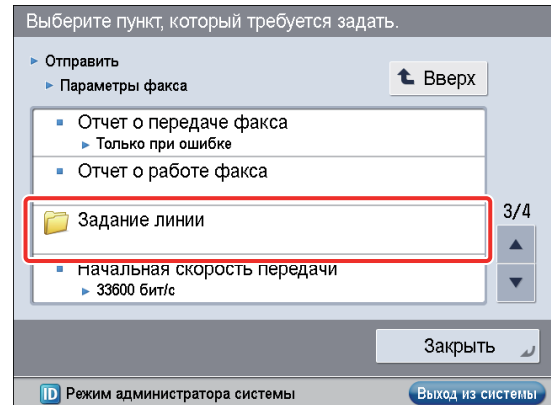 Выберите пункт, который требуется задать.
Отправить
Параметры факса
Вверх
Отчет о передаче факса
Только при ошибке
Отчет о работе факса
Задание линии
3/4
Начальная скорость передачи
33600 бит/с
Закрыть
ID Режим администратора системы
Выход из системы